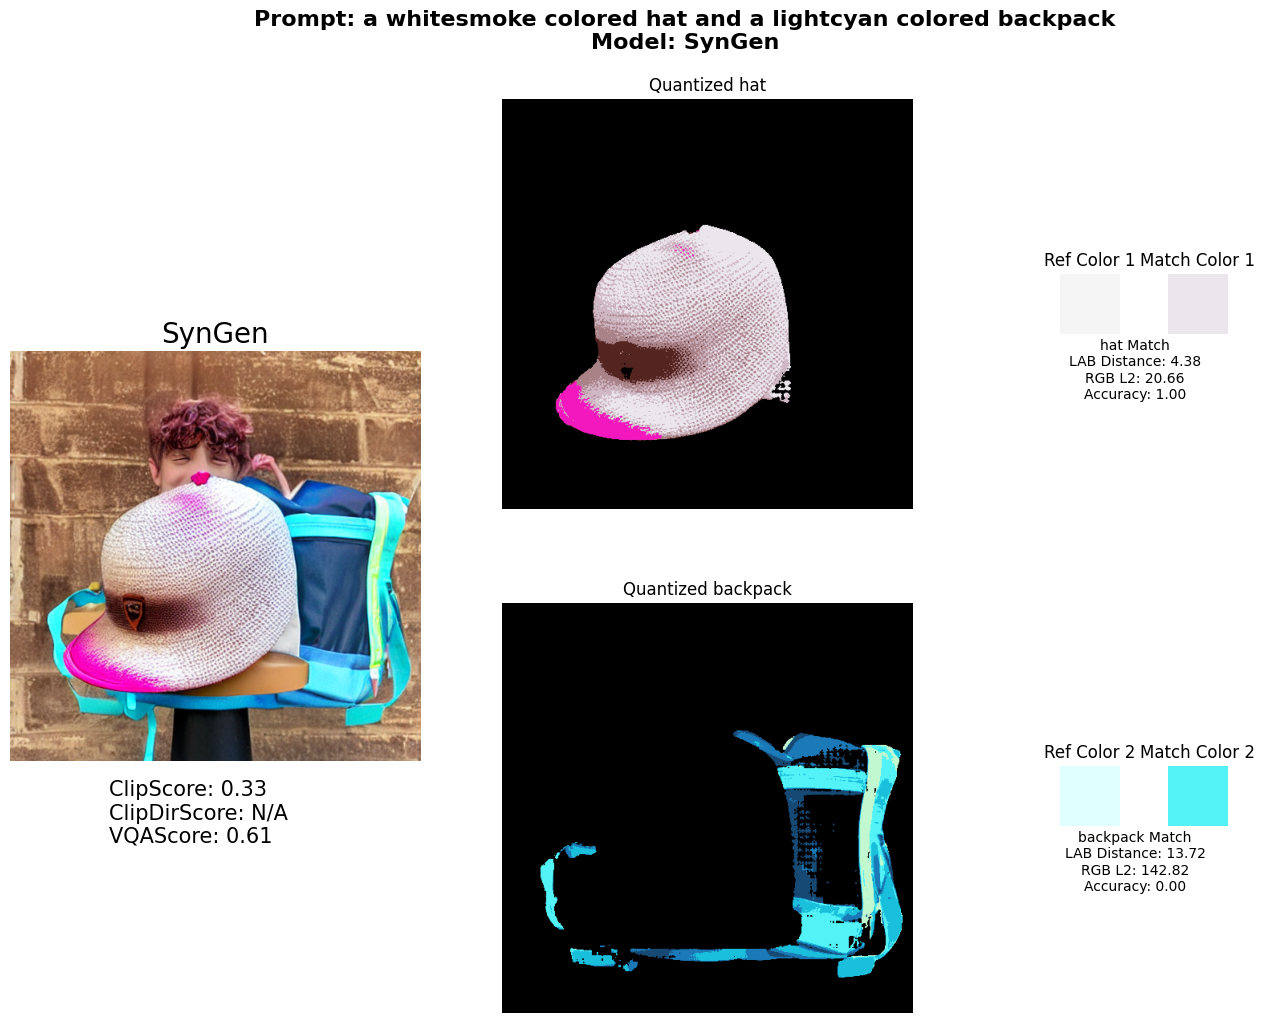 Prompt: a whitesmoke colored hat and a lightcyan colored backpack
Model: SynGen
Quantized hat
Ref Color 1 Match Color 1
hat Match
LAB Distance: 4.38
RGB L2: 20.66
Accuracy: 1.00
SynGen
ClipScore: 0.33
ClipDirScore: N/A
VQAScore: 0.61
Quantized backpack
Ref Color 2 Match Color 2
backpack Match
LAB Distance: 13.72
RGB L2: 142.82
Accuracy: 0.00